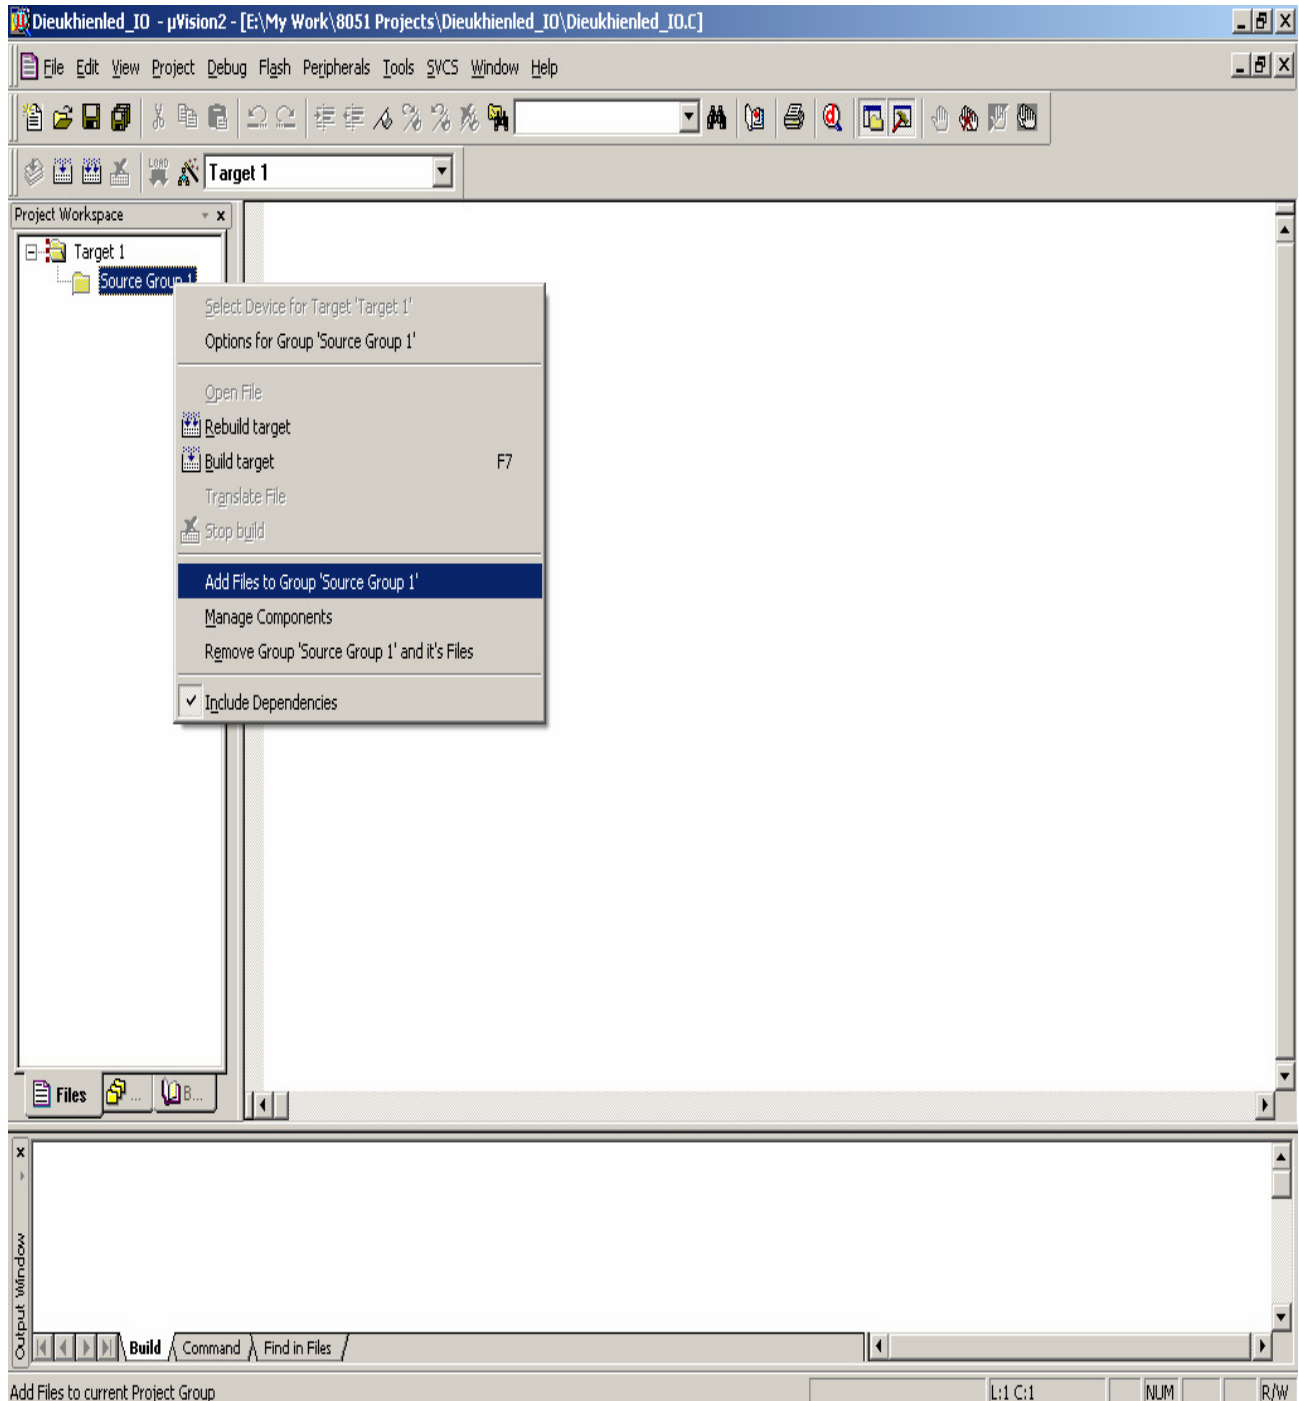 Dieukhienled_IO - µVision2 - [E:\My Work\8051 Projects\Dieukhienled_IO\Dieukhienled_IO.C]
File Edit View Project Debug Flash Peripherals Tools SVCS Window Help
LOAD
Target 1
Project Workspace
Target 1
Source Group 1
Select Device for Target 'Target 1'
Options for Group 'Source Group 1'
Open File
Rebuild target
Build target F7
Translate File
Stop build
Add Files to Group 'Source Group 1'
Manage Components
Remove Group 'Source Group 1' and it's Files
Include Dependencies
Files ... B...
Output Window
Build Command Find in Files
Add Files to current Project Group L:1 C:1 NUM R/W